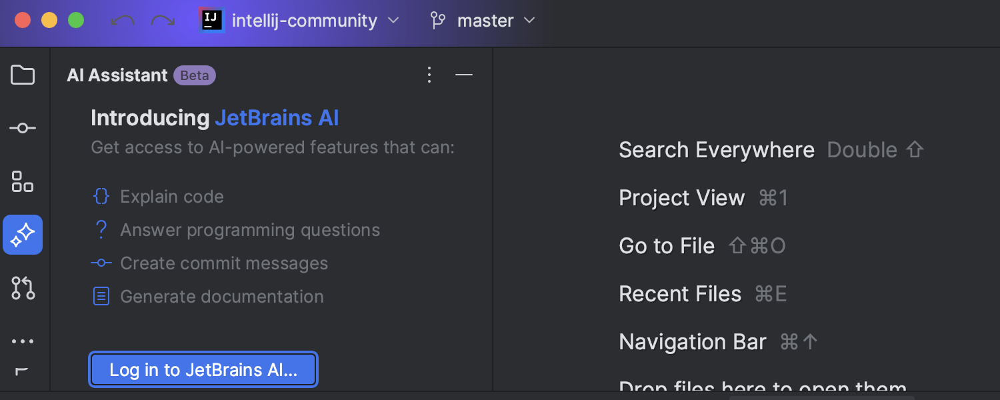 IJ intellij-community master
AI Assistant Beta
Introducing JetBrains AI
Get access to AI-powered features that can:
{} Explain code
? Answer programming questions
Create commit messages
Generate documentation
Log in to JetBrains AI...
Search Everywhere Double ⇧
Project View ⌘1
Go to File ⇧⌘O
Recent Files ⌘E
Navigation Bar ⌘↑
Drop files here to open them